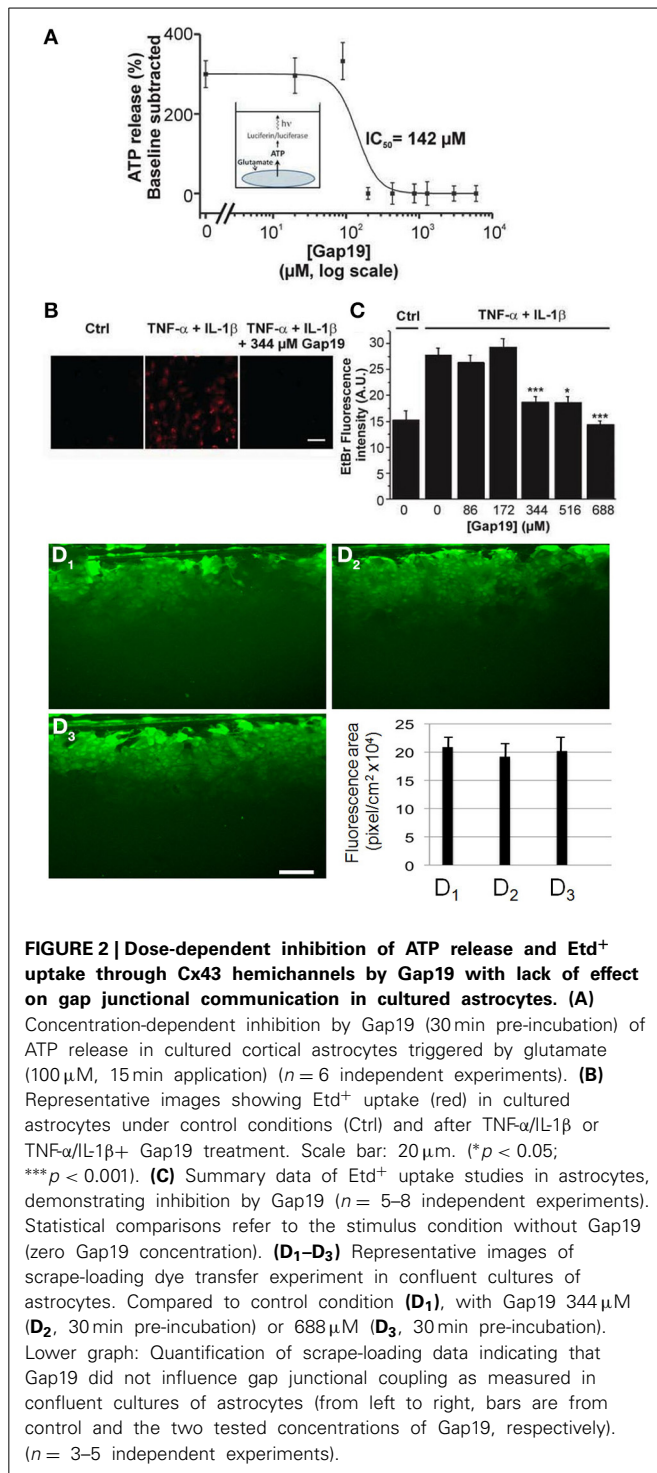 A
ATP release (%)
Baseline subtracted
400
200
0
hν
Luciferin/luciferase
ATP
Glutamate
IC50= 142 μM
0 10^1 10^2 10^3 10^4
[Gap19]
(μM, log scale)
B
Ctrl
TNF-α + IL-1β
TNF-α + IL-1β
+ 344 μM Gap19
C
Ctrl
TNF-α + IL-1β
EtBr Fluorescence
intensity (A.U.)
30
25
20
15
10
5
0
***
*
***
0 0 86 172 344 516 688
[Gap19] (μM)
D1
D2
D3
Fluorescence area
(pixel/cm² x10⁴)
25
20
15
10
5
0
D1 D2 D3
FIGURE 2 | Dose-dependent inhibition of ATP release and Etd+
uptake through Cx43 hemichannels by Gap19 with lack of effect
on gap junctional communication in cultured astrocytes. (A)
Concentration-dependent inhibition by Gap19 (30 min pre-incubation) of
ATP release in cultured cortical astrocytes triggered by glutamate
(100 μM, 15 min application) (n = 6 independent experiments). (B)
Representative images showing Etd+ uptake (red) in cultured
astrocytes under control conditions (Ctrl) and after TNF-α/IL-1β or
TNF-α/IL-1β+ Gap19 treatment. Scale bar: 20 μm. (*p < 0.05;
***p < 0.001). (C) Summary data of Etd+ uptake studies in astrocytes,
demonstrating inhibition by Gap19 (n = 5–8 independent experiments).
Statistical comparisons refer to the stimulus condition without Gap19
(zero Gap19 concentration). (D1–D3) Representative images of
scrape-loading dye transfer experiment in confluent cultures of
astrocytes. Compared to control condition (D1), with Gap19 344 μM
(D2, 30 min pre-incubation) or 688 μM (D3, 30 min pre-incubation).
Lower graph: Quantification of scrape-loading data indicating that
Gap19 did not influence gap junctional coupling as measured in
confluent cultures of astrocytes (from left to right, bars are from
control and the two tested concentrations of Gap19, respectively).
(n = 3–5 independent experiments).